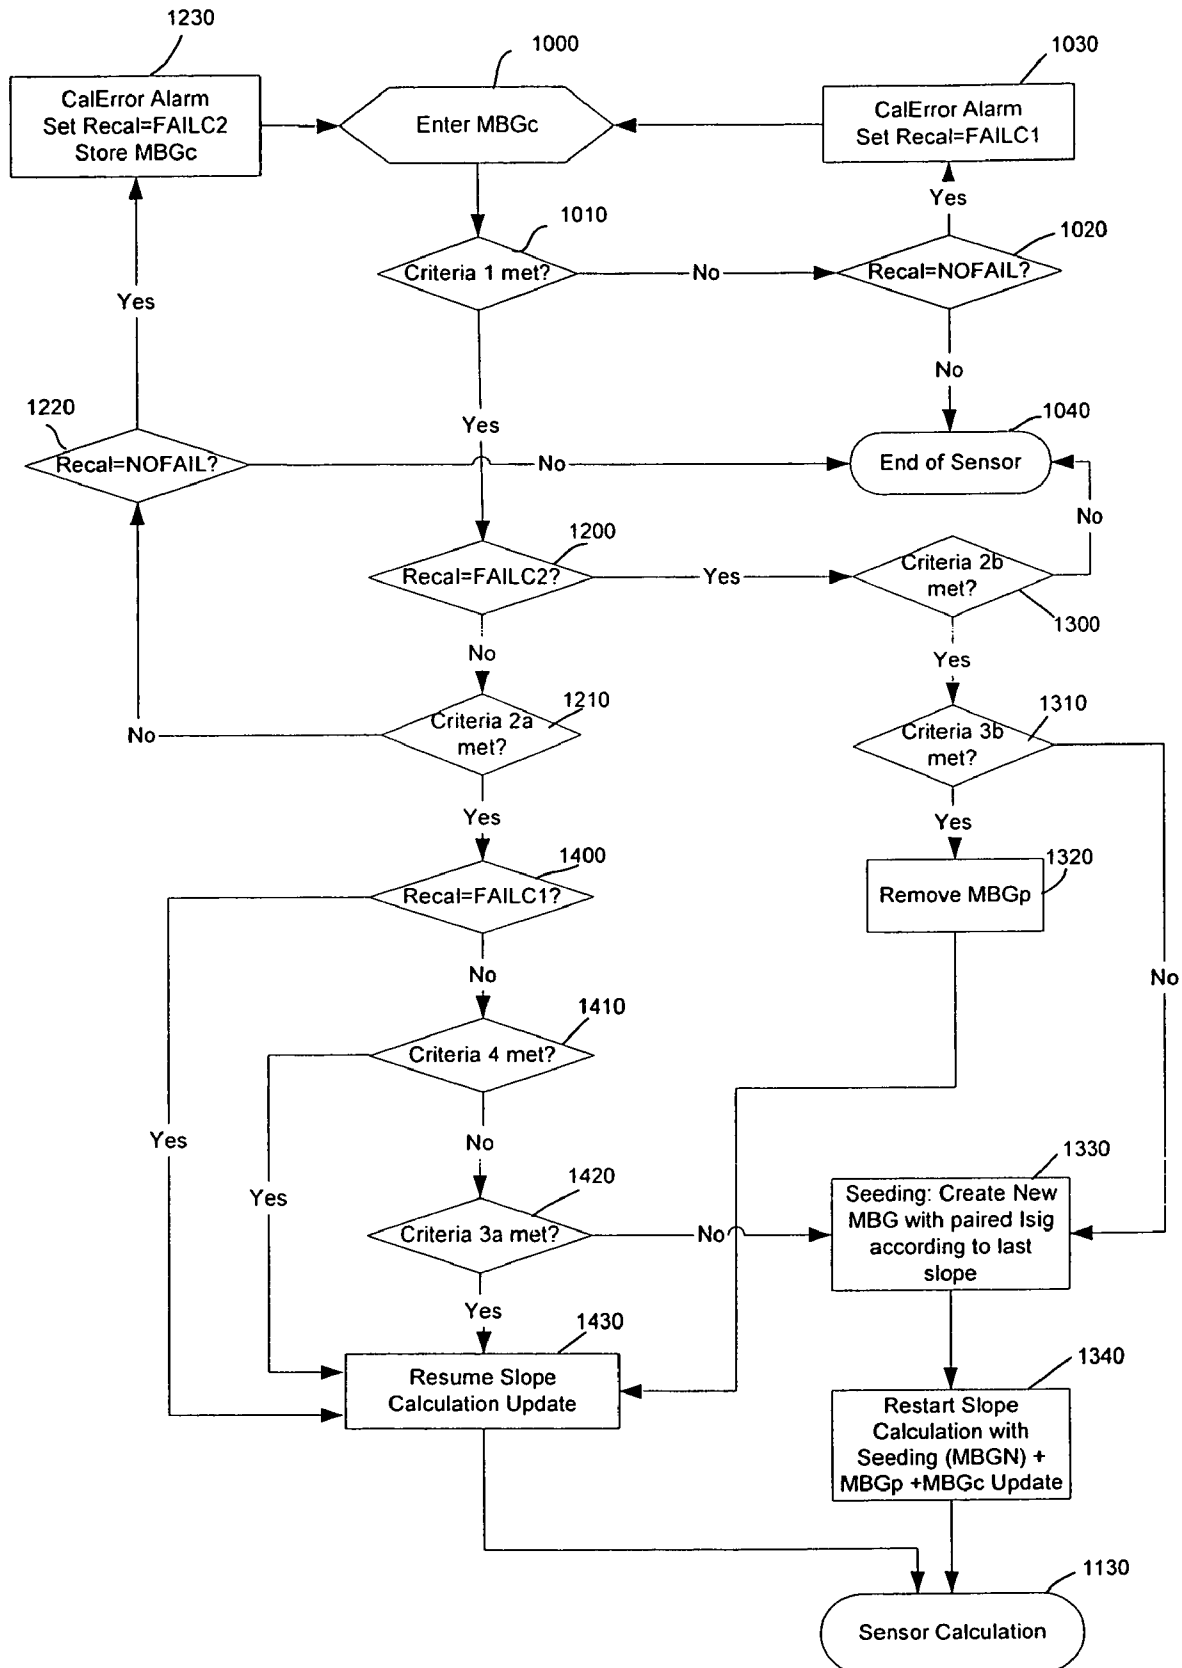 1230
1000
1030
CalError Alarm
Set Recal=FAILC2
Store MBGc
Enter MBGc
CalError Alarm
Set Recal=FAILC1
Yes
1010
1020
Criteria 1 met?
No
Recal=NOFAIL?
Yes
No
1220
Yes
1040
Recal=NOFAIL?
No
End of Sensor
No
1200
Recal=FAILC2?
Yes
Criteria 2b
met?
1300
No
Yes
1210
1310
Criteria 2a
met?
No
Criteria 3b
met?
Yes
Yes
1400
1320
Recal=FAILC1?
Remove MBGp
No
No
1410
Criteria 4 met?
Yes
No
1330
1420
Yes
Seeding: Create New
MBG with paired Isig
according to last
slope
Criteria 3a met?
No
Yes
1430
1340
Resume Slope
Calculation Update
Restart Slope
Calculation with
Seeding (MBGN) +
MBGp +MBGc Update
1130
Sensor Calculation